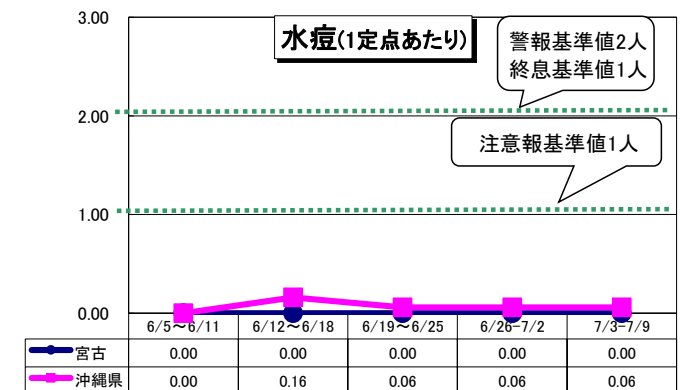 3.00
水痘(1定点あたり)
警報基準値2人
終息基準値1人
2.00
注意報基準値1人
1.00
0.00
6/5～6/11 6/12～6/18 6/19～6/25 6/26-7/2 7/3-7/9
宮古 0.00 0.00 0.00 0.00 0.00
沖縄県 0.00 0.16 0.06 0.06 0.06